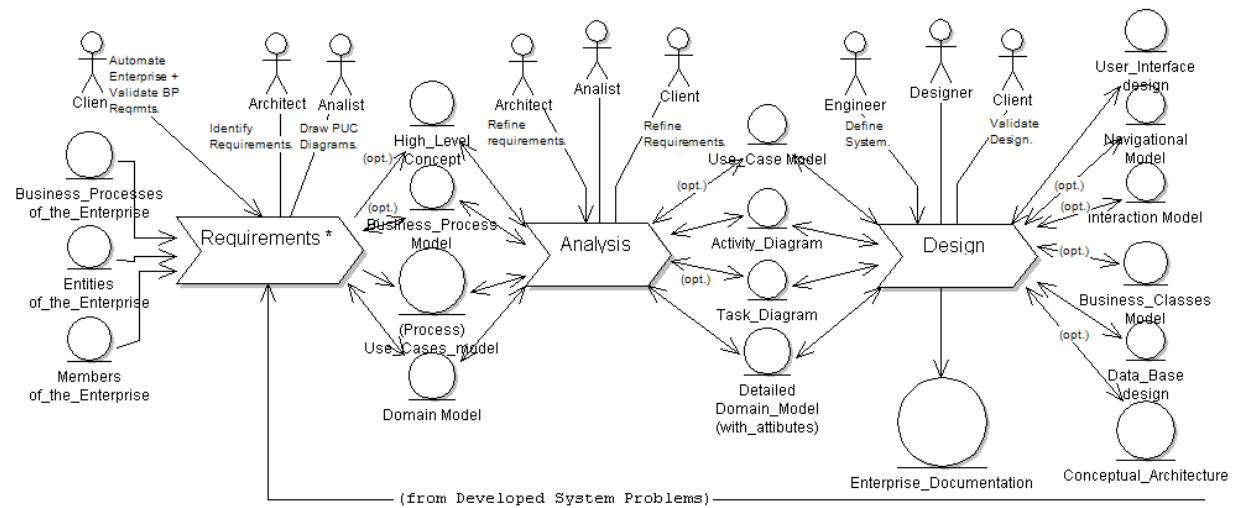 Automate
Enterprise +
Validate BP
Reqrmts.
Clien
Architect
Analist
Identify
Requirements.
Draw PUC
Diagrams.
Business_Processes
of_the_Enterprise
Entities
of_the_Enterprise
Members
of_the_Enterprise
Requirements *
(opt.)
(opt.)
High_Level
Concept
Business_Process
Model
(Process)
Use_Cases_model
Domain Model
Architect
Analist
Client
Refine
requirements.
Refine
Requirements.
Analysis
(opt.)
(opt.)
Use_Case Model
Activity_Diagram
Task_Diagram
Detailed
Domain_Model
(with_attibutes)
Engineer
Designer
Client
Define
System.
Validate
Design.
Design
(opt.)
(opt.)
(opt.)
(opt.)
User_Interface
design
Navigational
Model
Interaction Model
Business_Classes
Model
Data_Base
design
Conceptual_Architecture
Enterprise_Documentation
(from Developed System Problems)